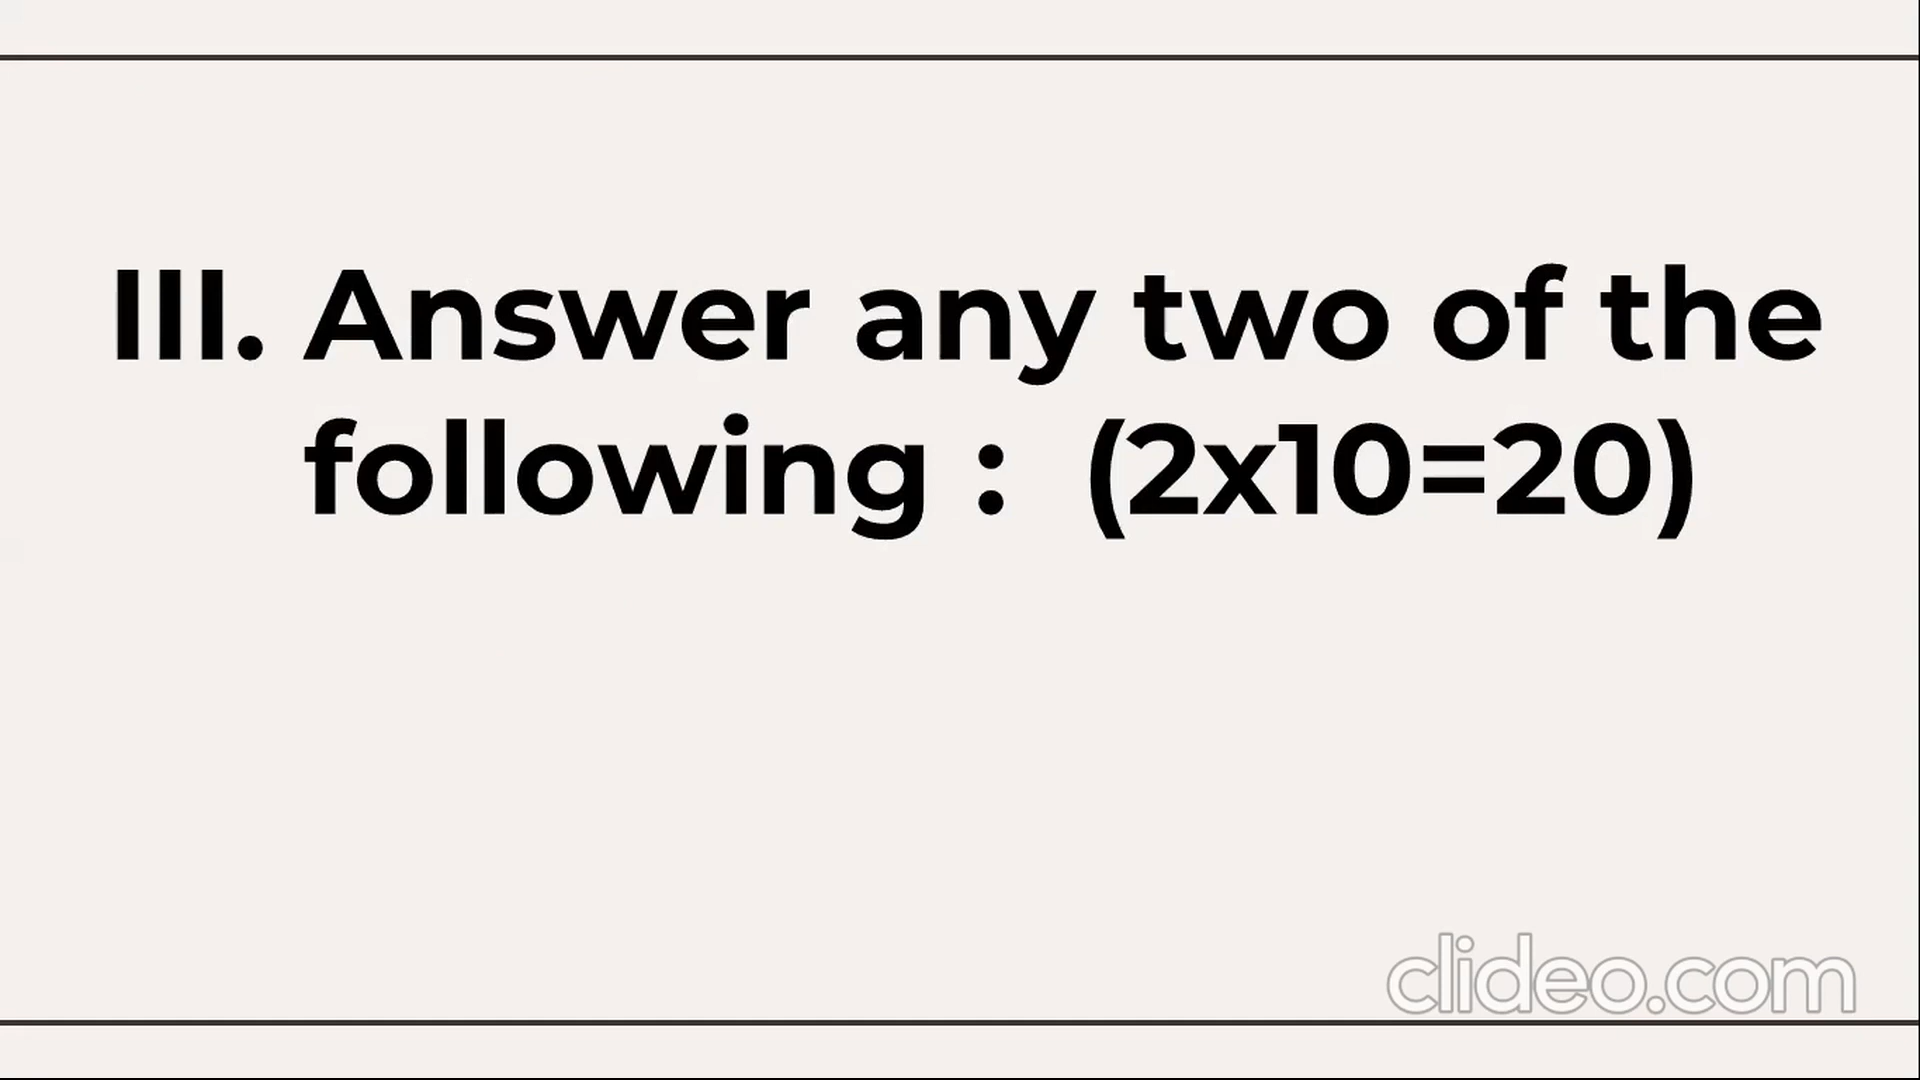 III. Answer any two of the
following : (2x10=20)
clideo.com